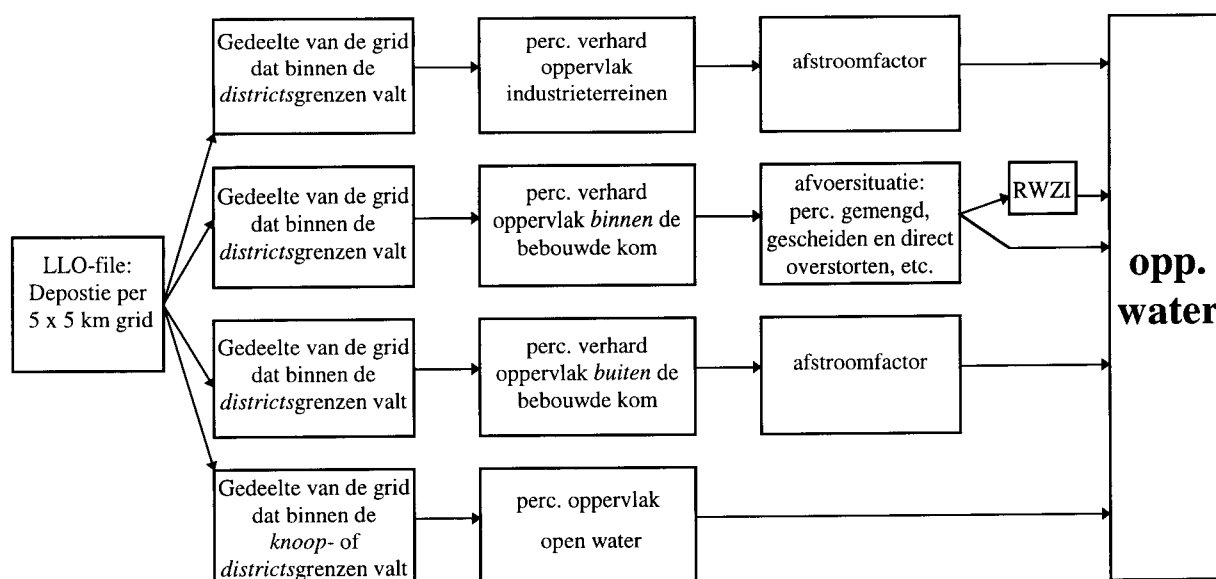 Gedeelte van de grid
dat binnen de
districtsgrenzen valt
perc. verhard
oppervlak
industrieterreinen
afstroomfactor
Gedeelte van de grid
dat binnen de
districtsgrenzen valt
perc. verhard
oppervlak binnen de
bebouwde kom
afvoersituatie:
perc. gemengd,
gescheiden en direct
overstorten, etc.
RWZI
LLO-file:
Depostie per
5 x 5 km grid
opp.
water
Gedeelte van de grid
dat binnen de
districtsgrenzen valt
perc. verhard
oppervlak buiten de
bebouwde kom
afstroomfactor
Gedeelte van de grid
dat binnen de
knoop- of
districtsgrenzen valt
perc. oppervlak
open water